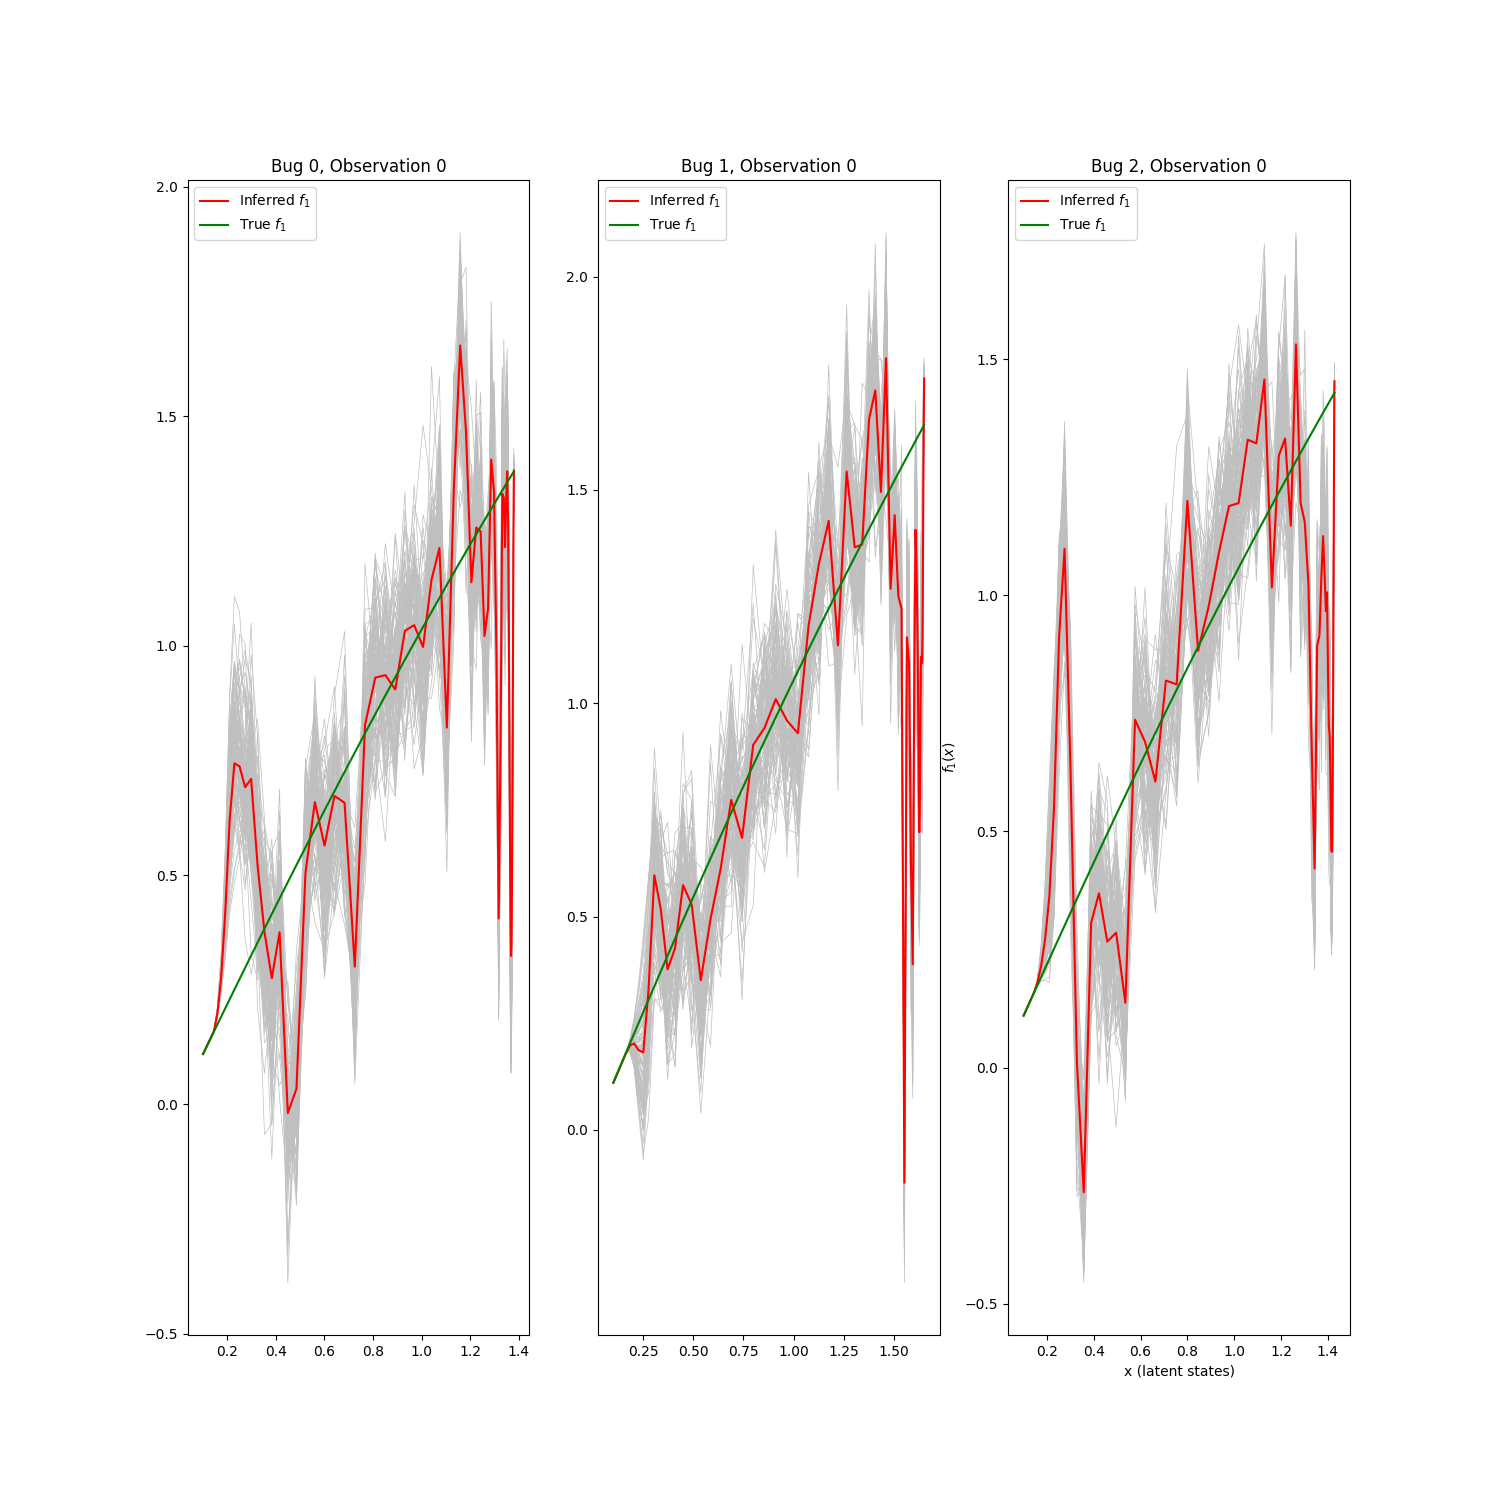 Bug 0, Observation 0
Inferred f₁
True f₁
2.0
1.5
1.0
0.5
0.0
−0.5
0.2 0.4 0.6 0.8 1.0 1.2 1.4
Bug 1, Observation 0
Inferred f₁
True f₁
2.0
1.5
1.0
0.5
0.0
0.25 0.50 0.75 1.00 1.25 1.50
Bug 2, Observation 0
Inferred f₁
True f₁
f₁(x)
1.5
1.0
0.5
0.0
−0.5
0.2 0.4 0.6 0.8 1.0 1.2 1.4
x (latent states)